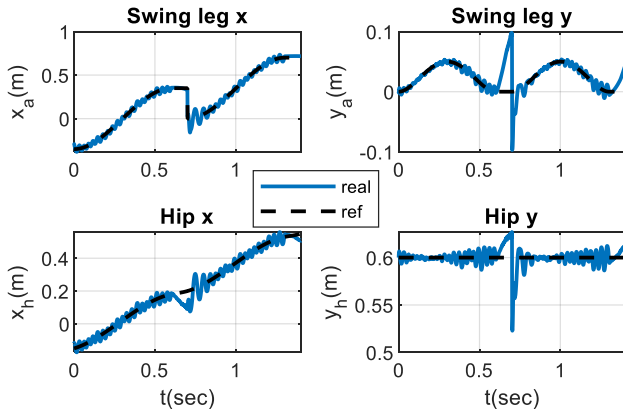 Swing leg x
Swing leg y
x_a(m)
1
0.5
0
0
0.5
1
y_a(m)
0.1
0
-0.1
0
0.5
1
real
ref
Hip x
Hip y
x_h(m)
0.4
0.2
0
0
0.5
1
t(sec)
y_h(m)
0.6
0.55
0.5
0
0.5
1
t(sec)